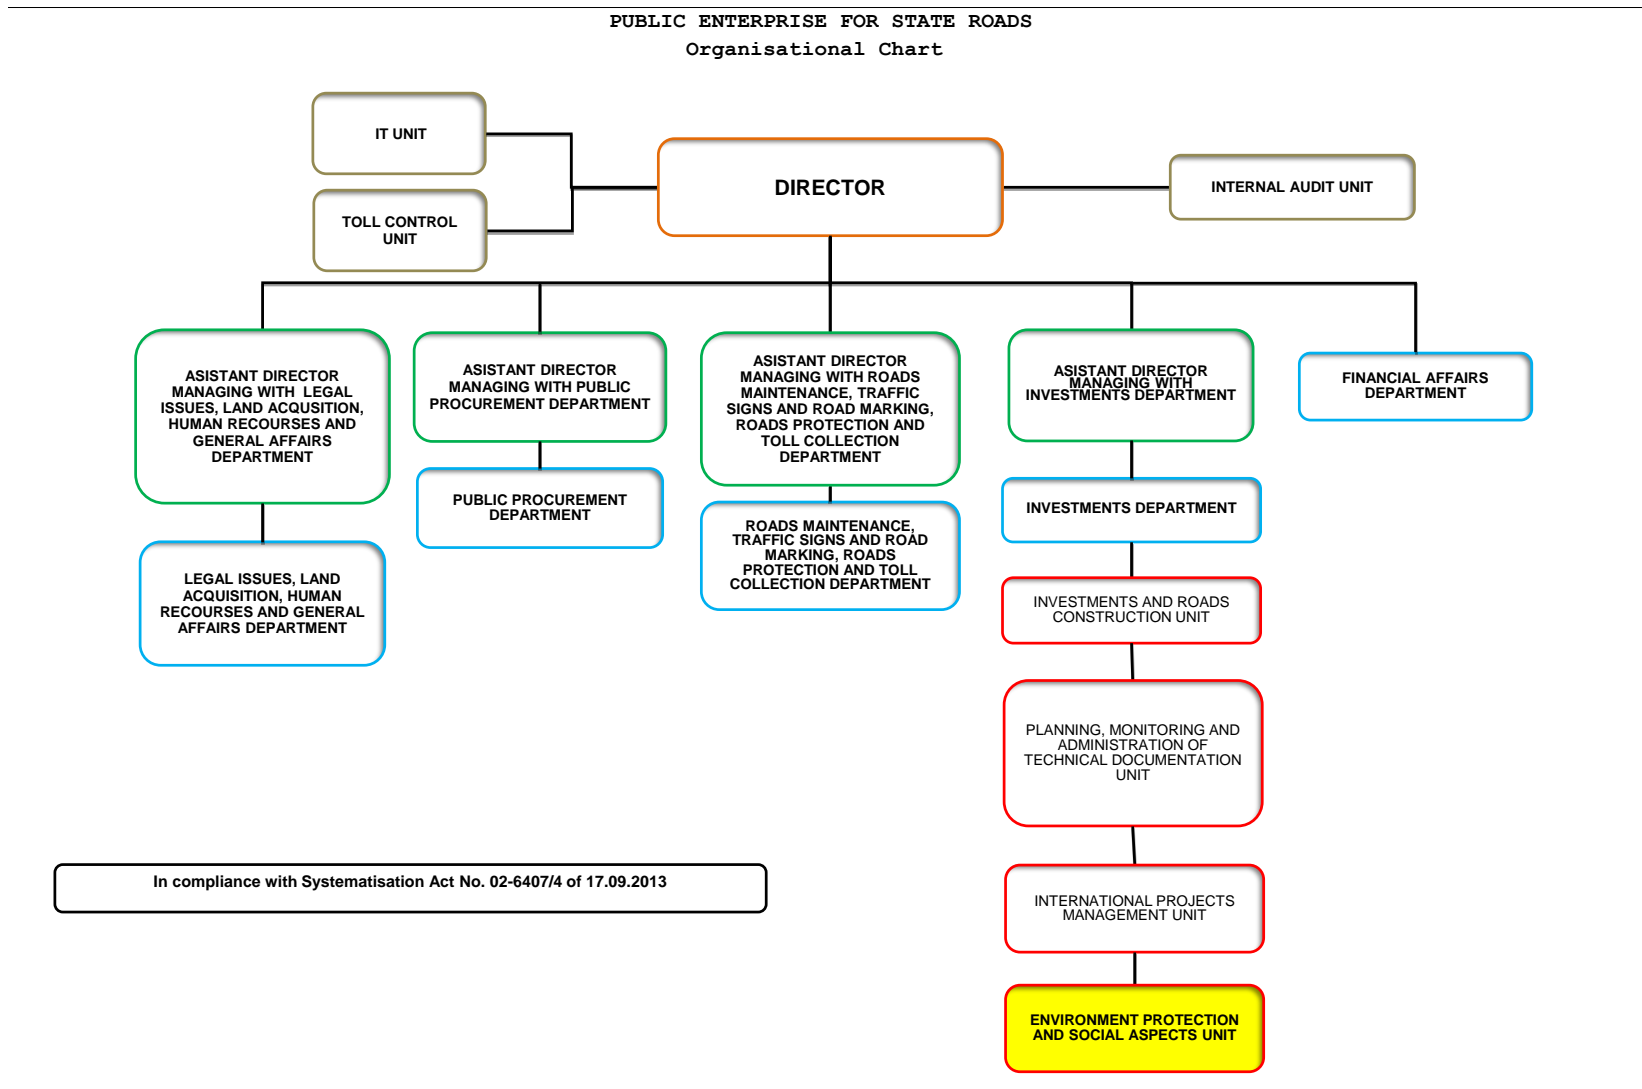 PUBLIC ENTERPRISE FOR STATE ROADS
Organisational Chart
IT UNIT
TOLL CONTROL
UNIT
DIRECTOR
INTERNAL AUDIT UNIT
ASISTANT DIRECTOR
MANAGING WITH LEGAL
ISSUES, LAND ACQUSITION,
HUMAN RECOURSES AND
GENERAL AFFAIRS
DEPARTMENT
ASISTANT DIRECTOR
MANAGING WITH PUBLIC
PROCUREMENT DEPARTMENT
ASISTANT DIRECTOR
MANAGING WITH ROADS
MAINTENANCE, TRAFFIC
SIGNS AND ROAD MARKING,
ROADS PROTECTION AND
TOLL COLLECTION
DEPARTMENT
ASISTANT DIRECTOR
MANAGING WITH
INVESTMENTS DEPARTMENT
FINANCIAL AFFAIRS
DEPARTMENT
LEGAL ISSUES, LAND
ACQUISITION, HUMAN
RECOURSES AND GENERAL
AFFAIRS DEPARTMENT
PUBLIC PROCUREMENT
DEPARTMENT
ROADS MAINTENANCE,
TRAFFIC SIGNS AND ROAD
MARKING, ROADS
PROTECTION AND TOLL
COLLECTION DEPARTMENT
INVESTMENTS DEPARTMENT
INVESTMENTS AND ROADS
CONSTRUCTION UNIT
PLANNING, MONITORING AND
ADMINISTRATION OF
TECHNICAL DOCUMENTATION
UNIT
INTERNATIONAL PROJECTS
MANAGEMENT UNIT
ENVIRONMENT PROTECTION
AND SOCIAL ASPECTS UNIT
In compliance with Systematisation Act No. 02-6407/4 of 17.09.2013